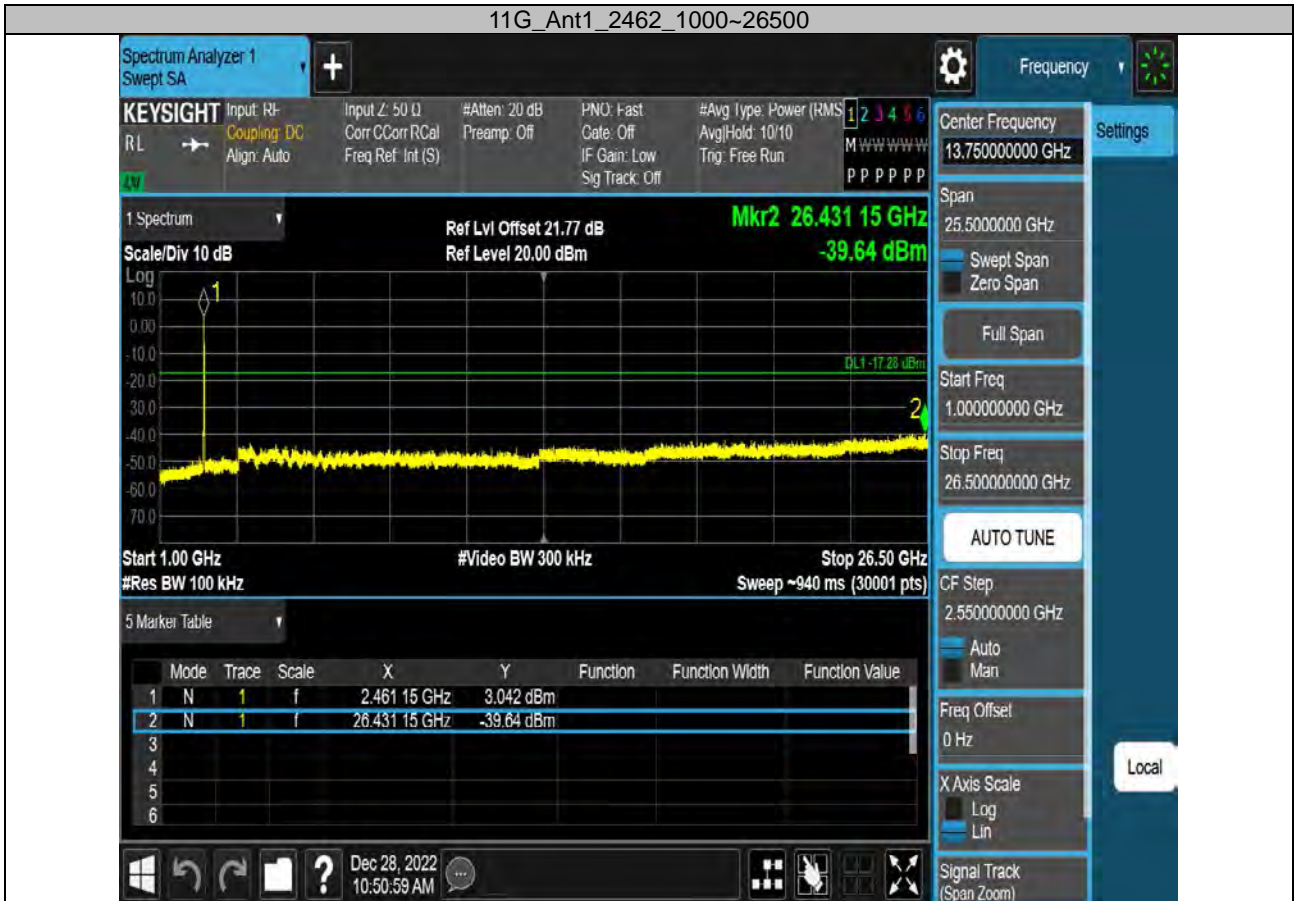 11G_Ant1_2462_1000~26500
Spectrum Analyzer 1
Swept SA
Frequency
KEYSIGHT
RL
Input: RF
Coupling: DC
Align: Auto
Input Z: 50 Ω
Corr CCorr RCal
Freq Ref: Int (S)
#Atten: 20 dB
Preamp: Off
PNO: Fast
Gate: Off
IF Gain: Low
Sig Track: Off
#Avg Type: Power (RMS
Avg|Hold: 10/10
Trig: Free Run
1 2 3 4 5 6
M W W W W W
P P P P P P
1 Spectrum
Scale/Div 10 dB
Ref Lvl Offset 21.77 dB
Ref Level 20.00 dBm
Mkr2 26.431 15 GHz
-39.64 dBm
Log
10.0
0.00
-10.0
-20.0
-30.0
-40.0
-50.0
-60.0
-70.0
1
DL1 -17.28 dBm
2
Start 1.00 GHz
#Video BW 300 kHz
Stop 26.50 GHz
#Res BW 100 kHz
Sweep ~940 ms (30001 pts)
5 Marker Table
Mode Trace Scale X Y Function Function Width Function Value
1 N 1 f 2.461 15 GHz 3.042 dBm
2 N 1 f 26.431 15 GHz -39.64 dBm
3
4
5
6
Dec 28, 2022
10:50:59 AM
?
Center Frequency
13.750000000 GHz
Settings
Span
25.5000000 GHz
Swept Span
Zero Span
Full Span
Start Freq
1.000000000 GHz
Stop Freq
26.500000000 GHz
AUTO TUNE
CF Step
2.550000000 GHz
Auto
Man
Freq Offset
0 Hz
X Axis Scale
Log
Lin
Local
Signal Track
(Span Zoom)